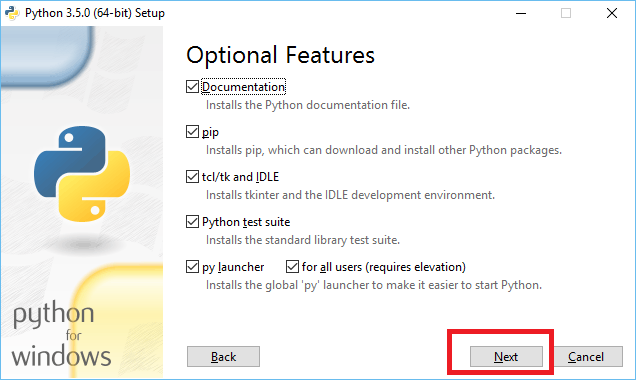 Python 3.5.0 (64-bit) Setup
Optional Features
Documentation
Installs the Python documentation file.
pip
Installs pip, which can download and install other Python packages.
tcl/tk and IDLE
Installs tkinter and the IDLE development environment.
Python test suite
Installs the standard library test suite.
py launcher for all users (requires elevation)
Installs the global 'py' launcher to make it easier to start Python.
python
for
windows
Back Next Cancel